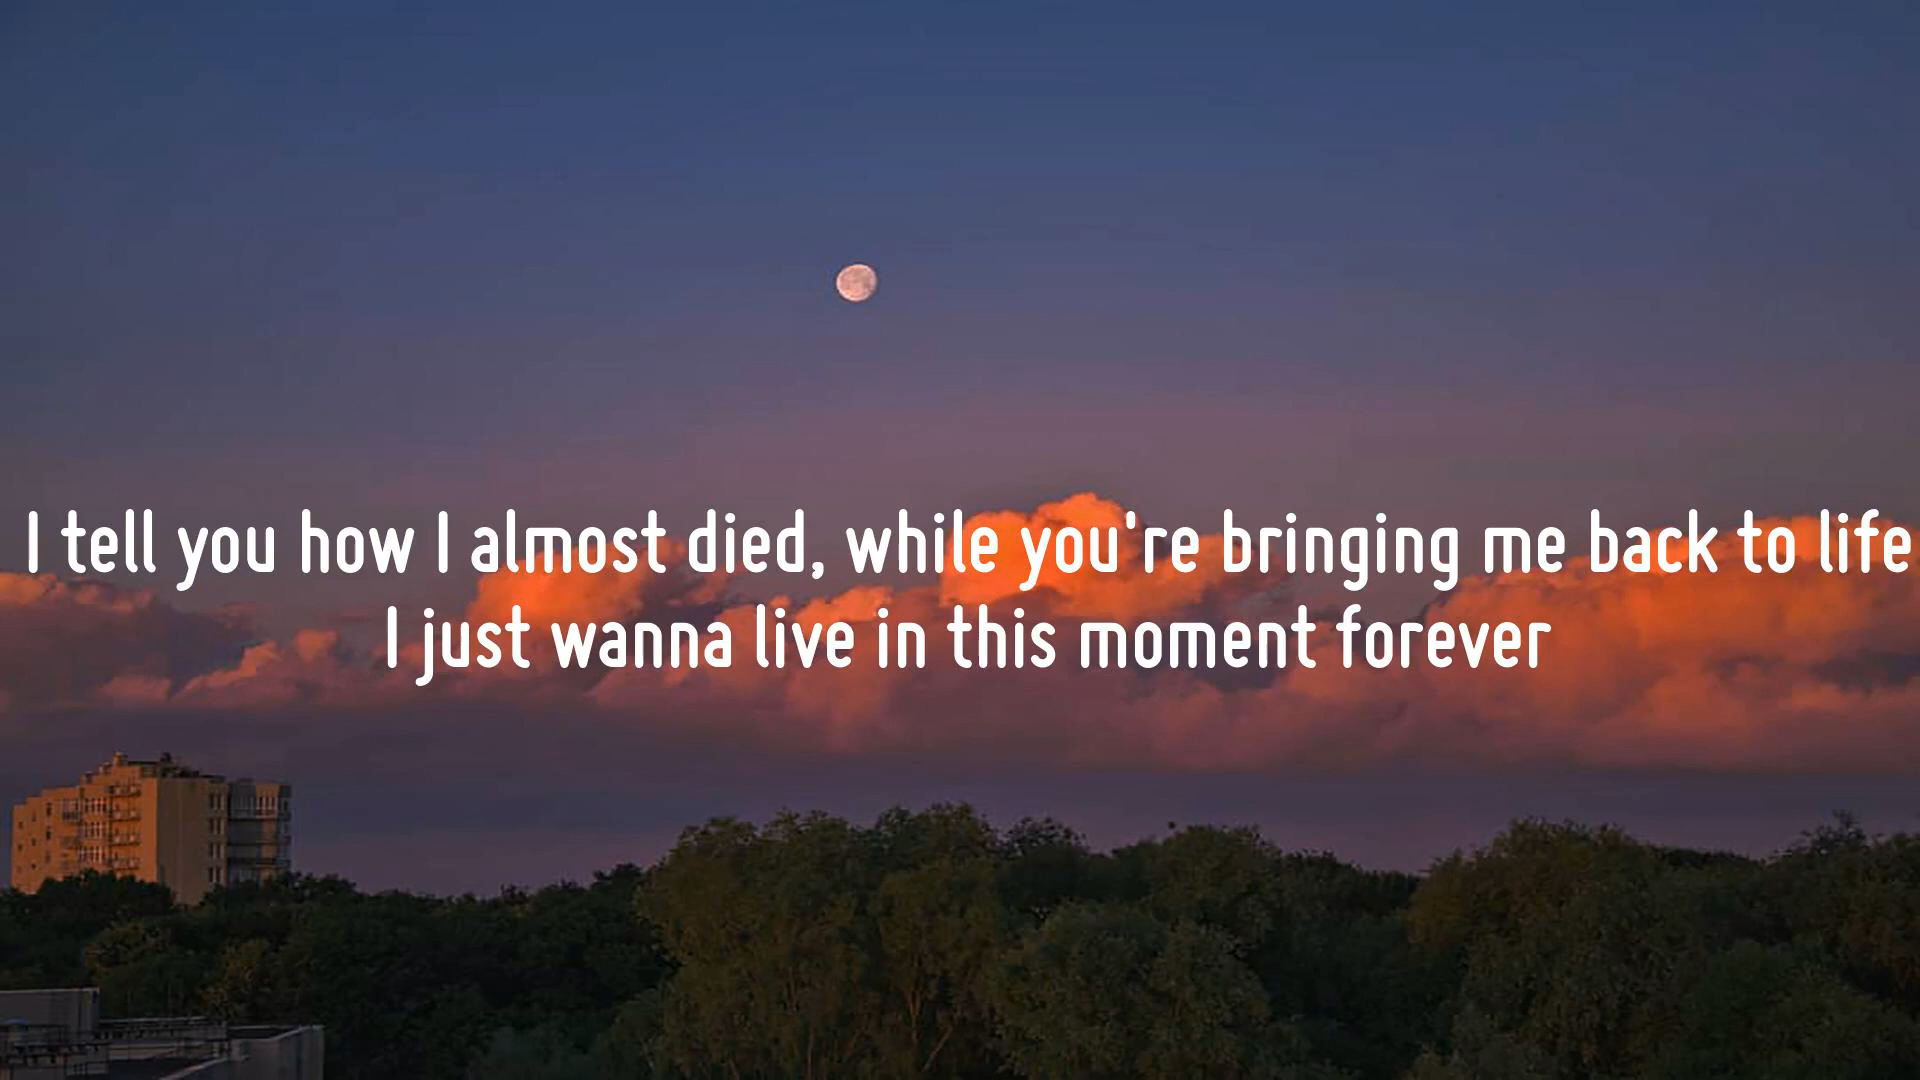 I tell you how I almost died, while you're bringing me back to life
I just wanna live in this moment forever